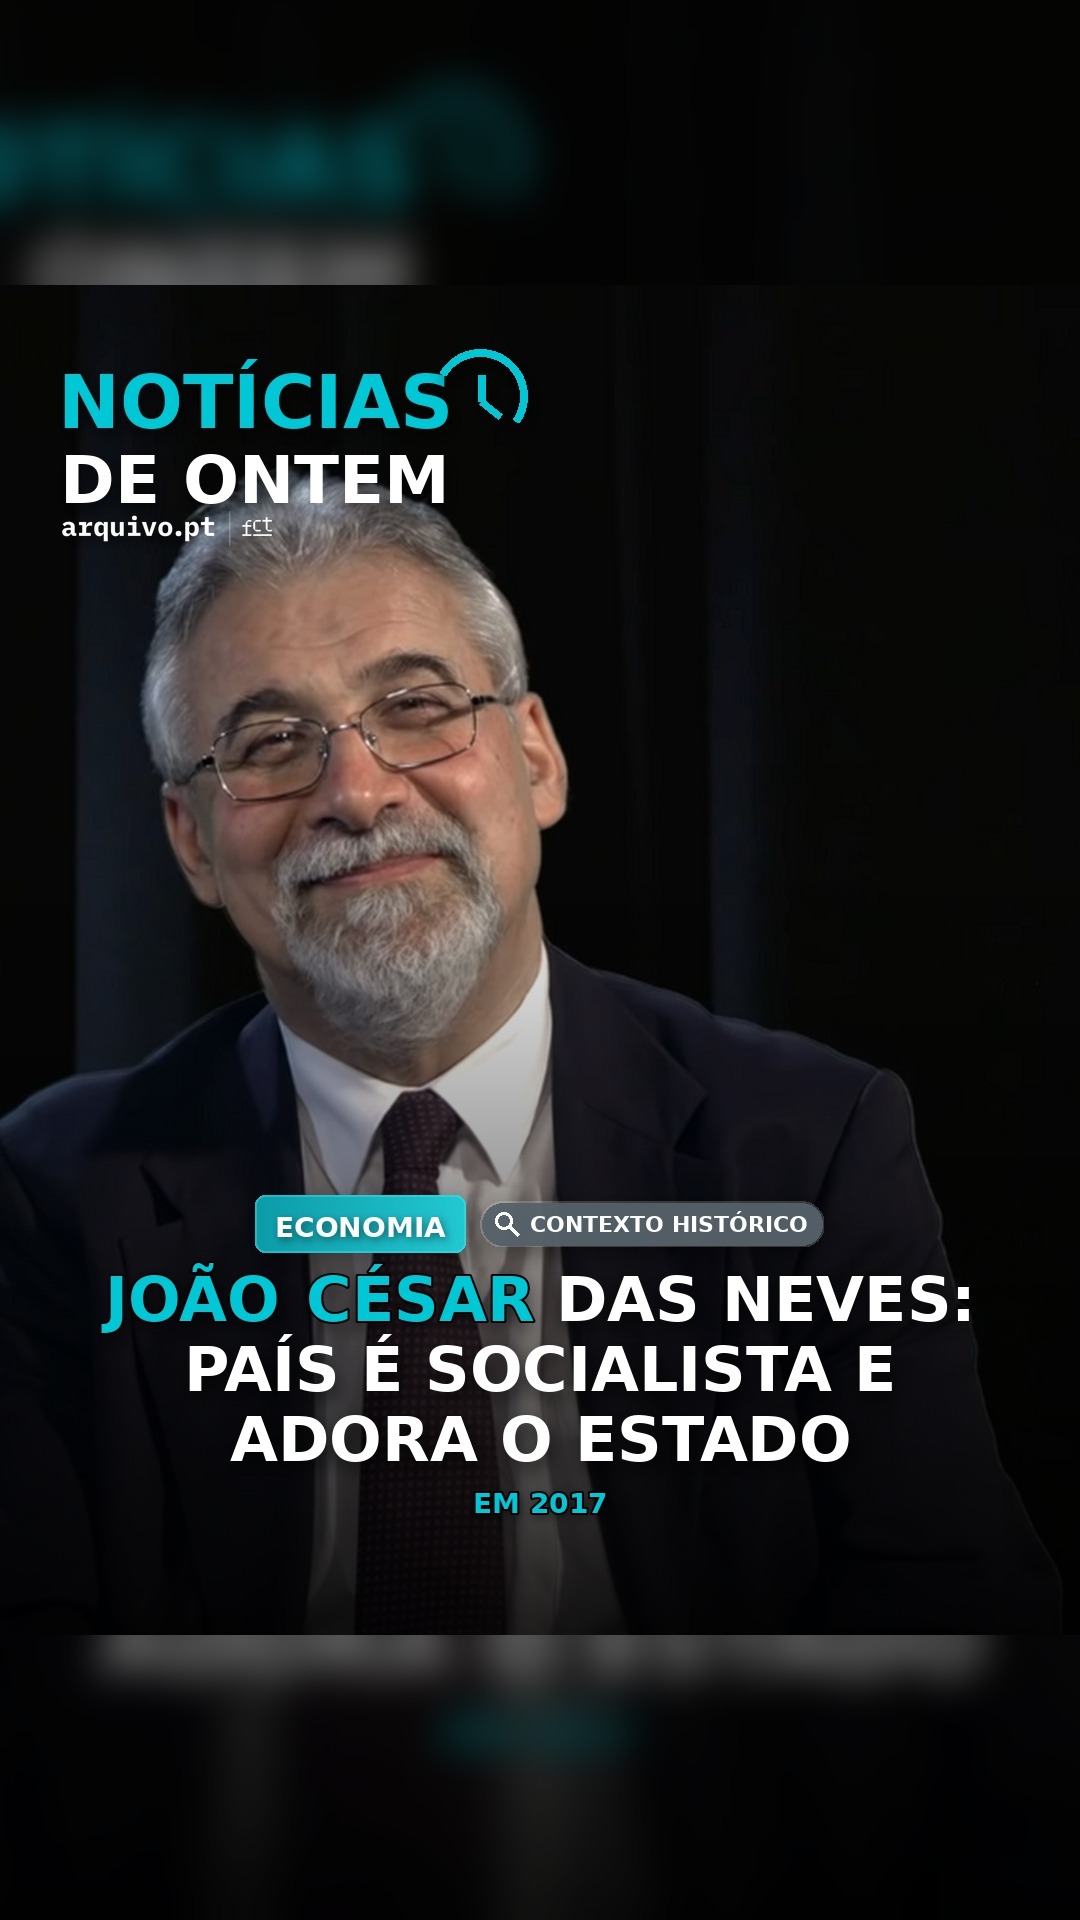 NOTÍCIAS
DE ONTEM
arquivo.pt | fct
ECONOMIA
CONTEXTO HISTÓRICO
JOÃO CÉSAR DAS NEVES:
PAÍS É SOCIALISTA E
ADORA O ESTADO
EM 2017